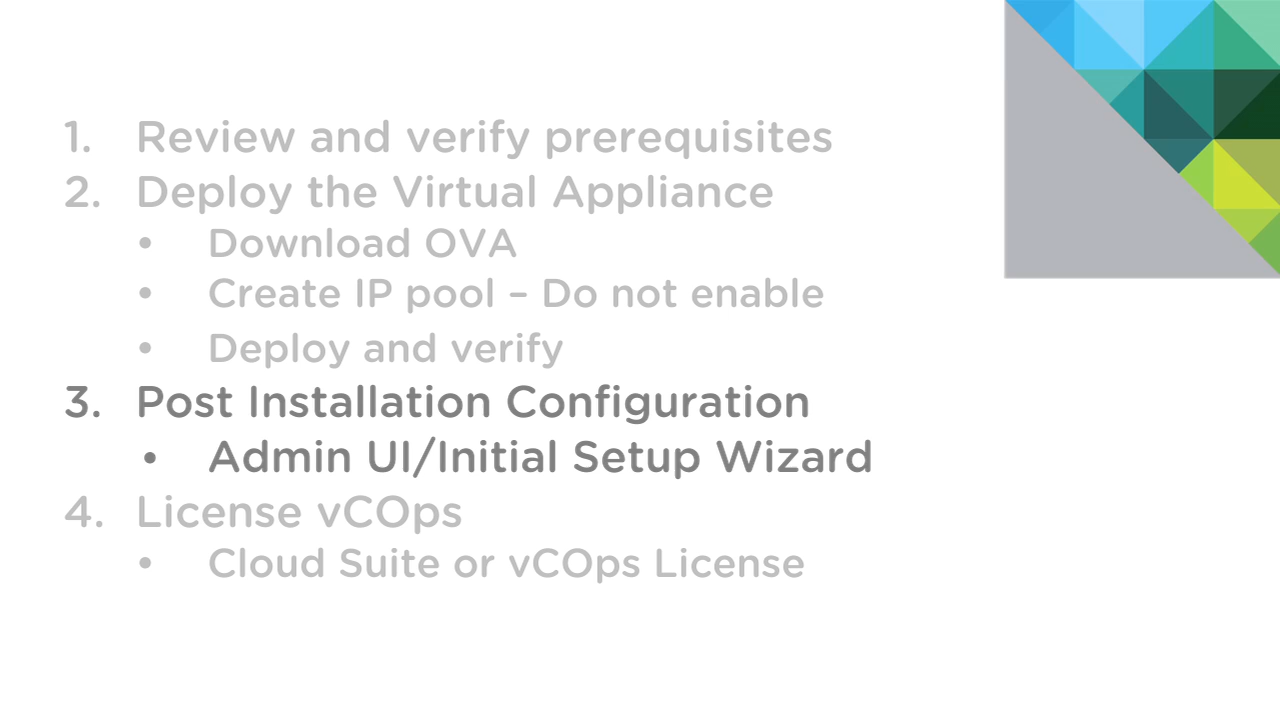 1. Review and verify prerequisites
2. Deploy the Virtual Appliance
• Download OVA
• Create IP pool – Do not enable
• Deploy and verify
3. Post Installation Configuration
• Admin UI/Initial Setup Wizard
4. License vCOps
• Cloud Suite or vCOps License